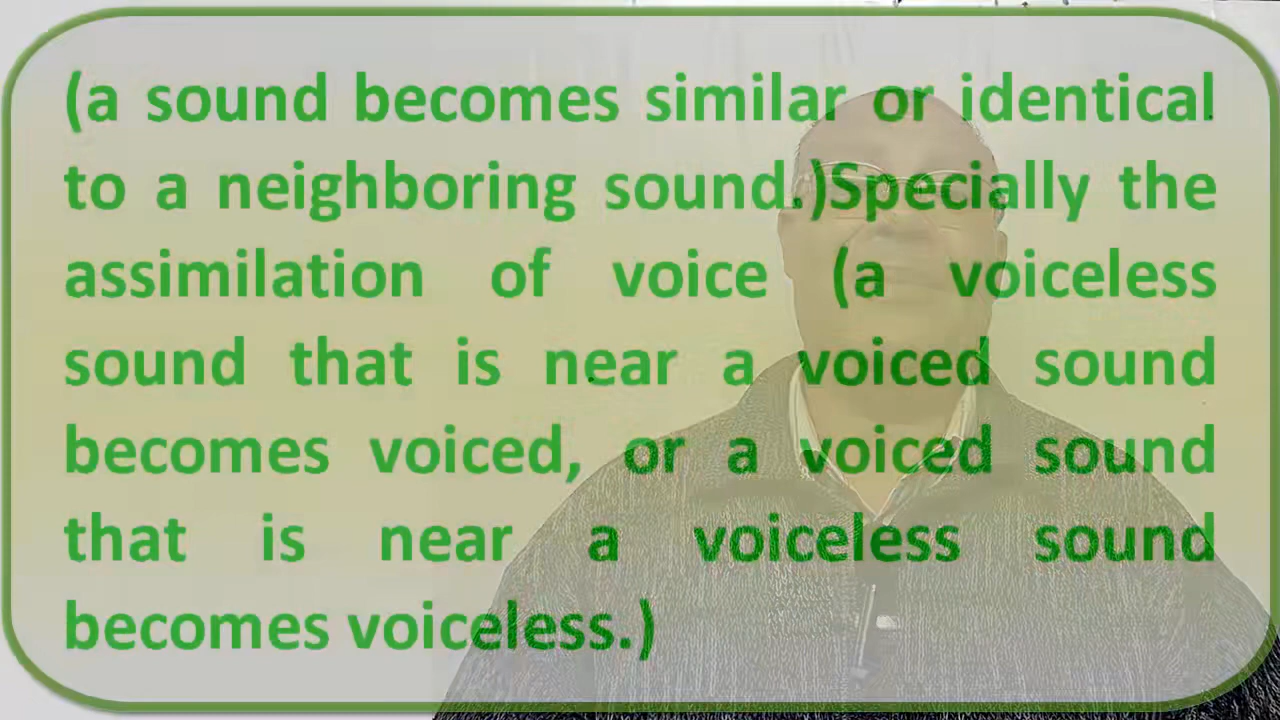 (a sound becomes similar or identical
to a neighboring sound.)Specially the
assimilation of voice (a voiceless
sound that is near a voiced sound
becomes voiced, or a voiced sound
that is near a voiceless sound
becomes voiceless.)